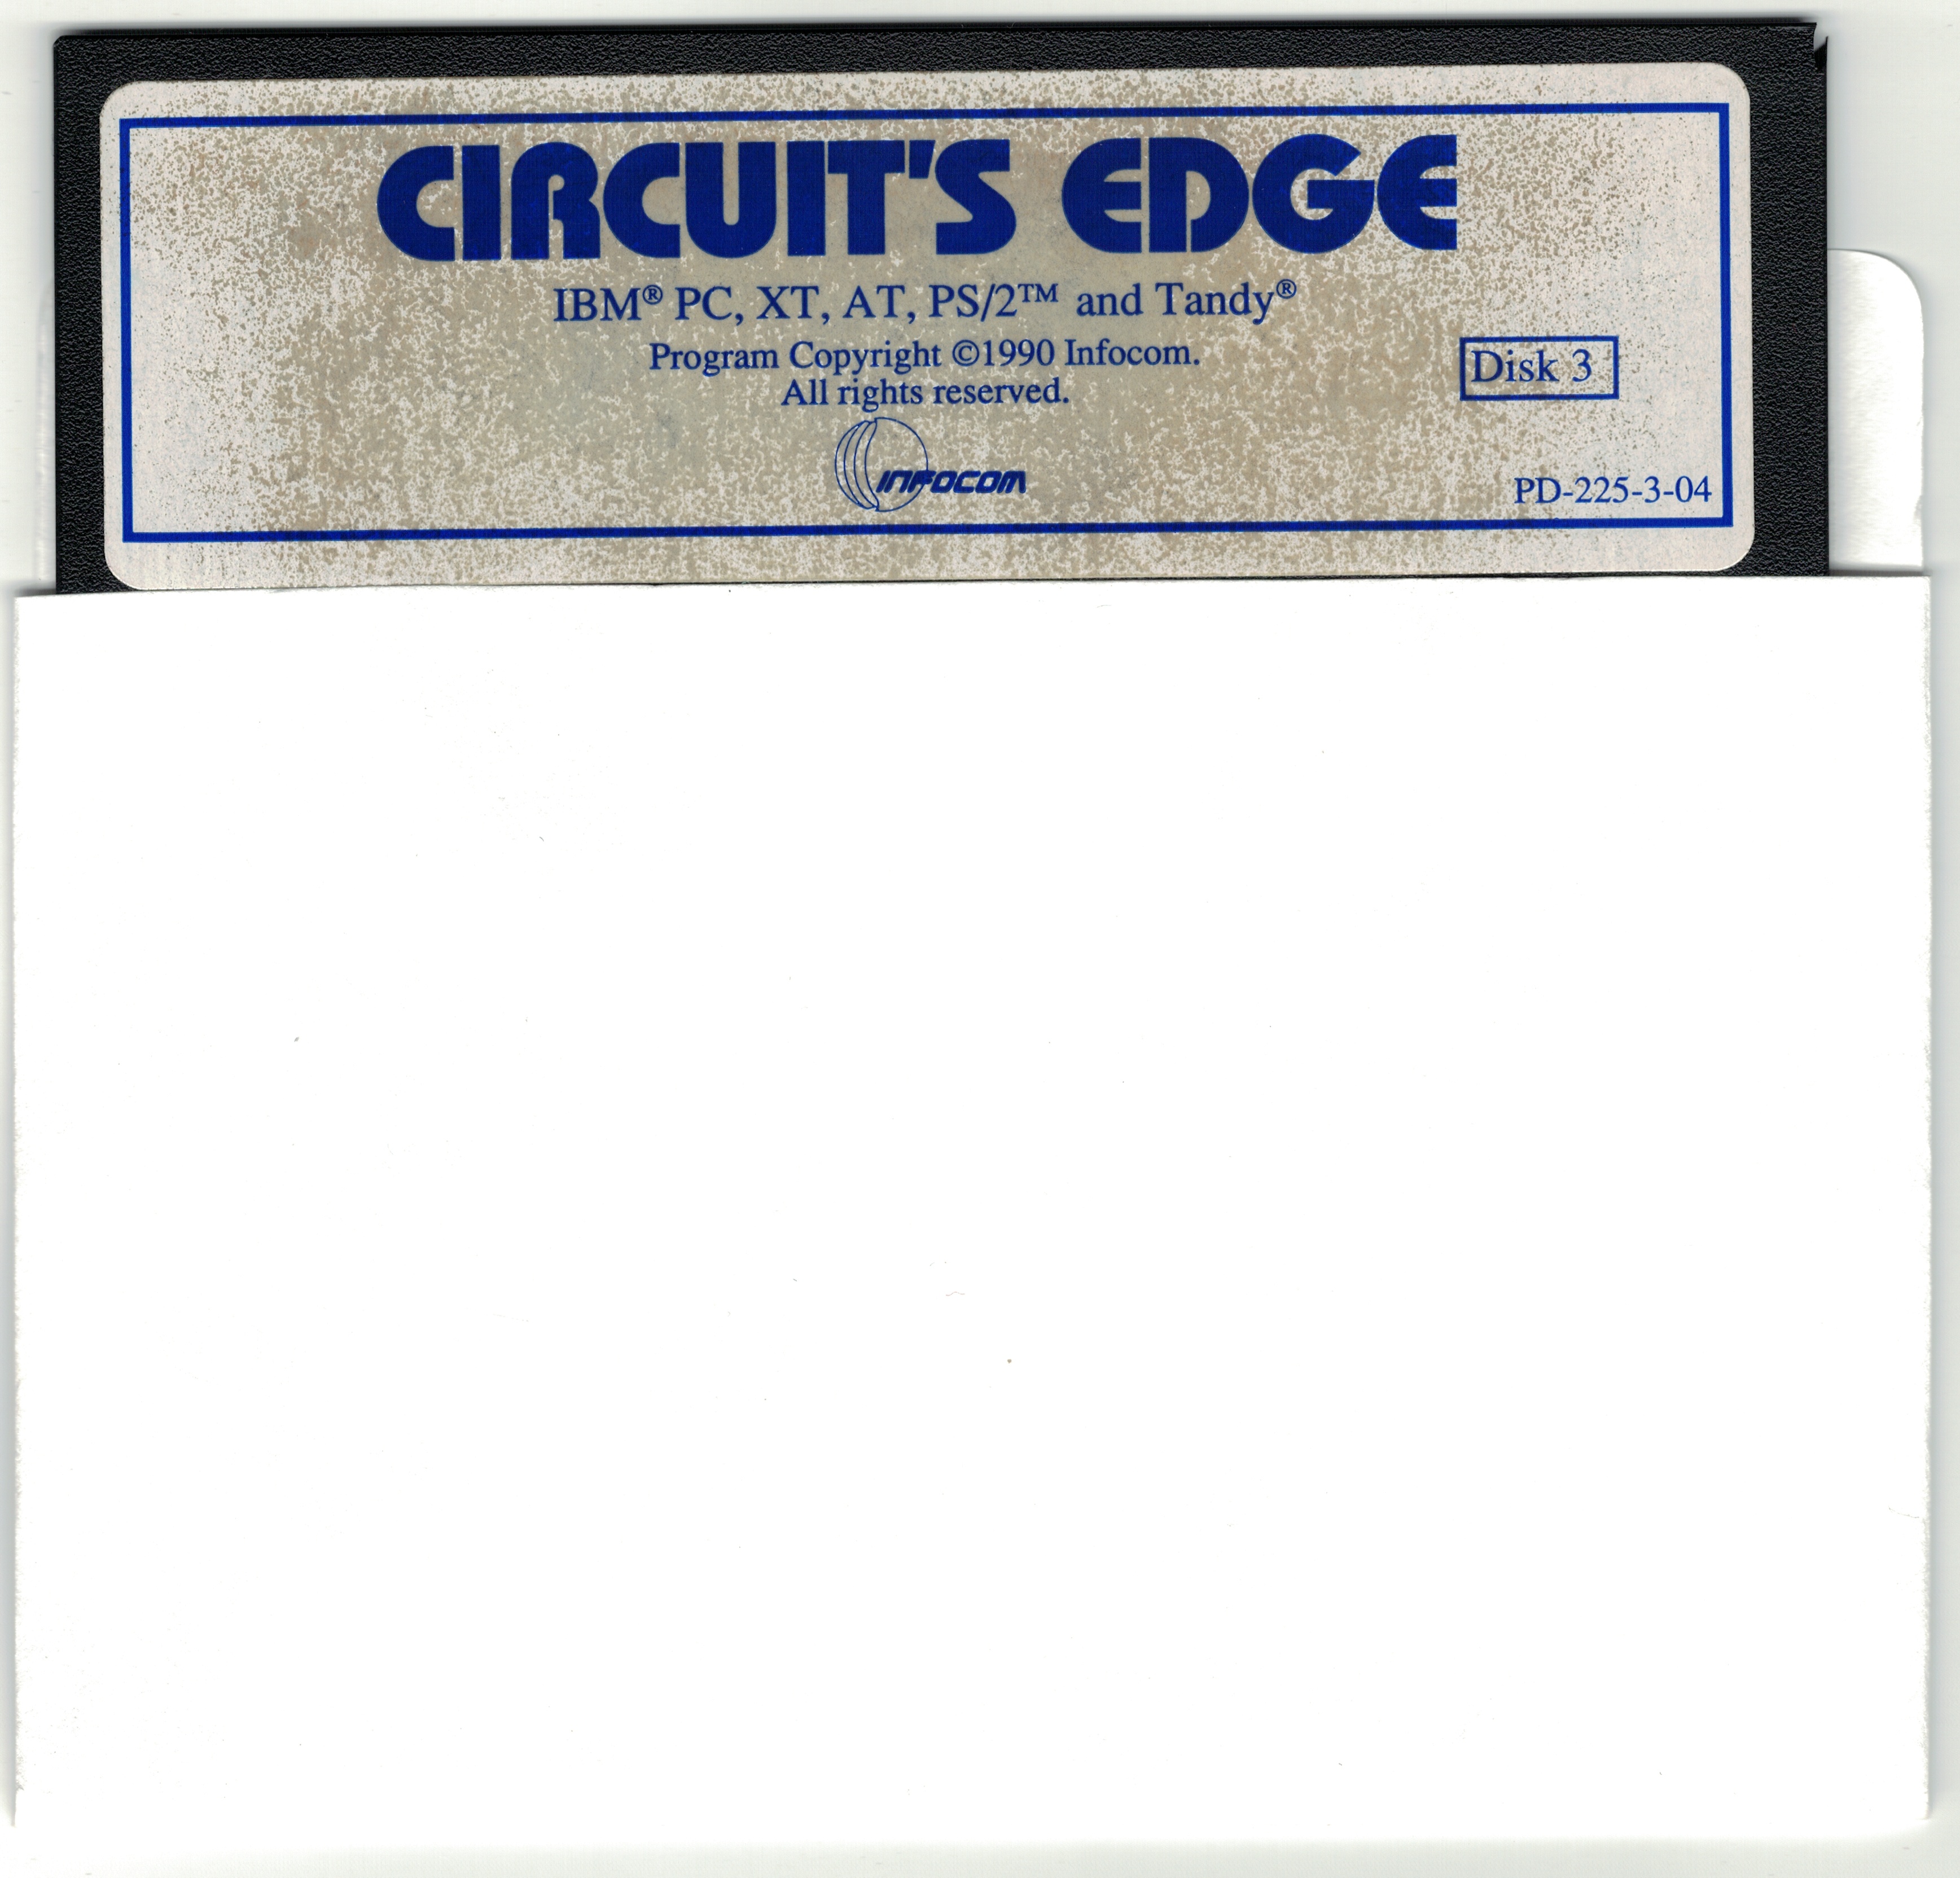 CIRCUIT'S EDGE
IBM® PC, XT, AT, PS/2™ and Tandy®
Program Copyright ©1990 Infocom.
All rights reserved.
Disk 3
INFOCOM
PD-225-3-04